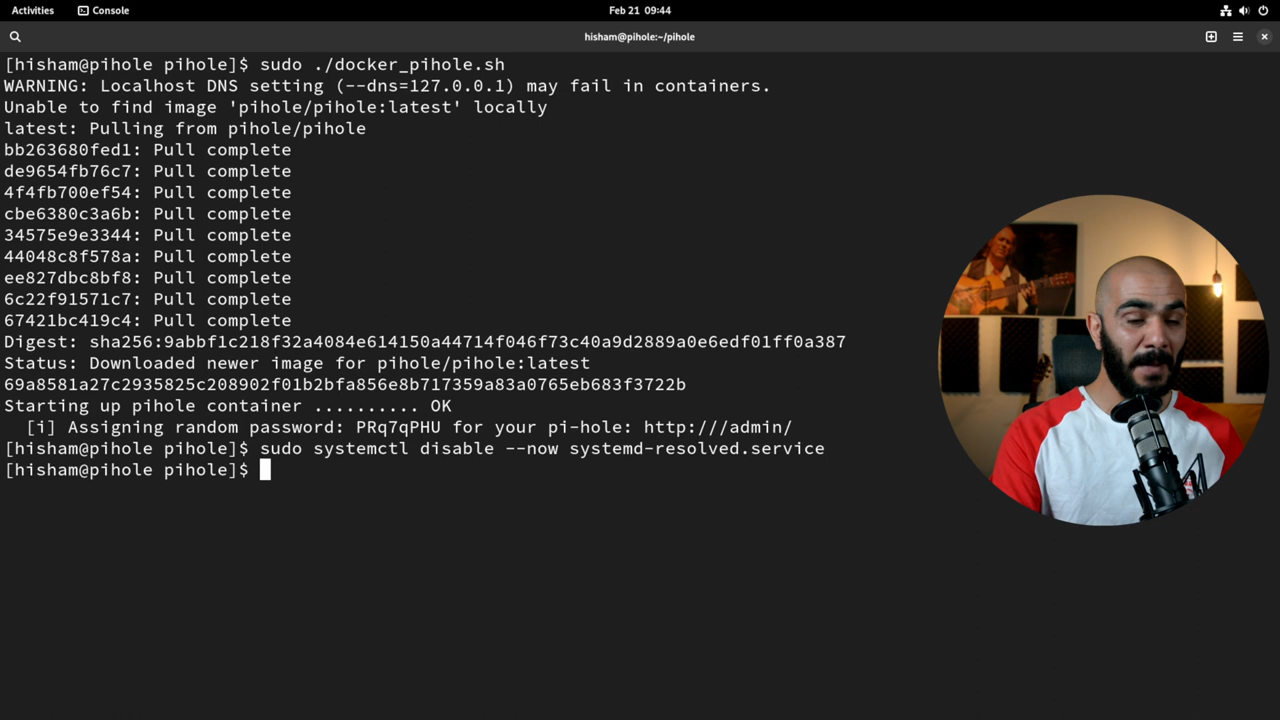 Activities
Console
Feb 21 09:44
hisham@pihole:~/pihole
[hisham@pihole pihole]$ sudo ./docker_pihole.sh
WARNING: Localhost DNS setting (--dns=127.0.0.1) may fail in containers.
Unable to find image 'pihole/pihole:latest' locally
latest: Pulling from pihole/pihole
bb263680fed1: Pull complete
de9654fb76c7: Pull complete
4f4fb700ef54: Pull complete
cbe6380c3a6b: Pull complete
34575e9e3344: Pull complete
44048c8f578a: Pull complete
ee827dbc8bf8: Pull complete
6c22f91571c7: Pull complete
67421bc419c4: Pull complete
Digest: sha256:9abbf1c218f32a4084e614150a44714f046f73c40a9d2889a0e6edf01ff0a387
Status: Downloaded newer image for pihole/pihole:latest
69a8581a27c2935825c208902f01b2bfa856e8b717359a83a0765eb683f3722b
Starting up pihole container .......... OK
[i] Assigning random password: PRq7qPHU for your pi-hole: http:///admin/
[hisham@pihole pihole]$ sudo systemctl disable --now systemd-resolved.service
[hisham@pihole pihole]$